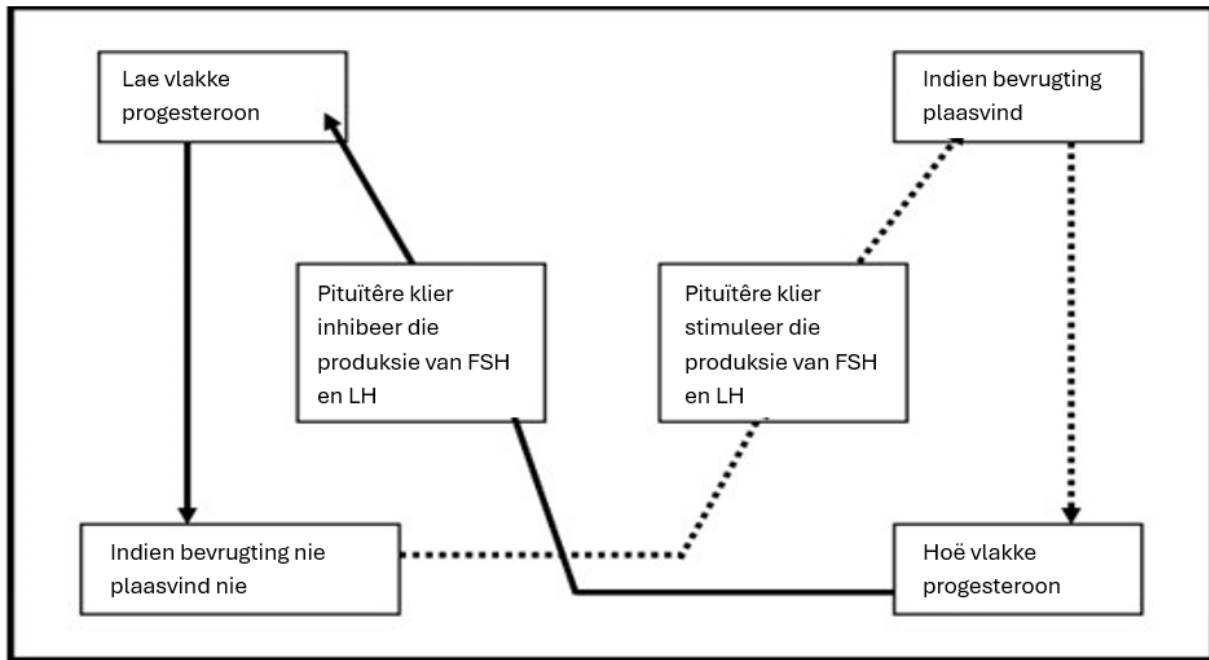 Lae vlakke
progesteroon
Indien bevrugting
plaasvind
Pituïtêre klier
inhibeer die
produksie van FSH
en LH
Pituïtêre klier
stimuleer die
produksie van FSH
en LH
Indien bevrugting nie
plaasvind nie
Hoë vlakke
progesteroon